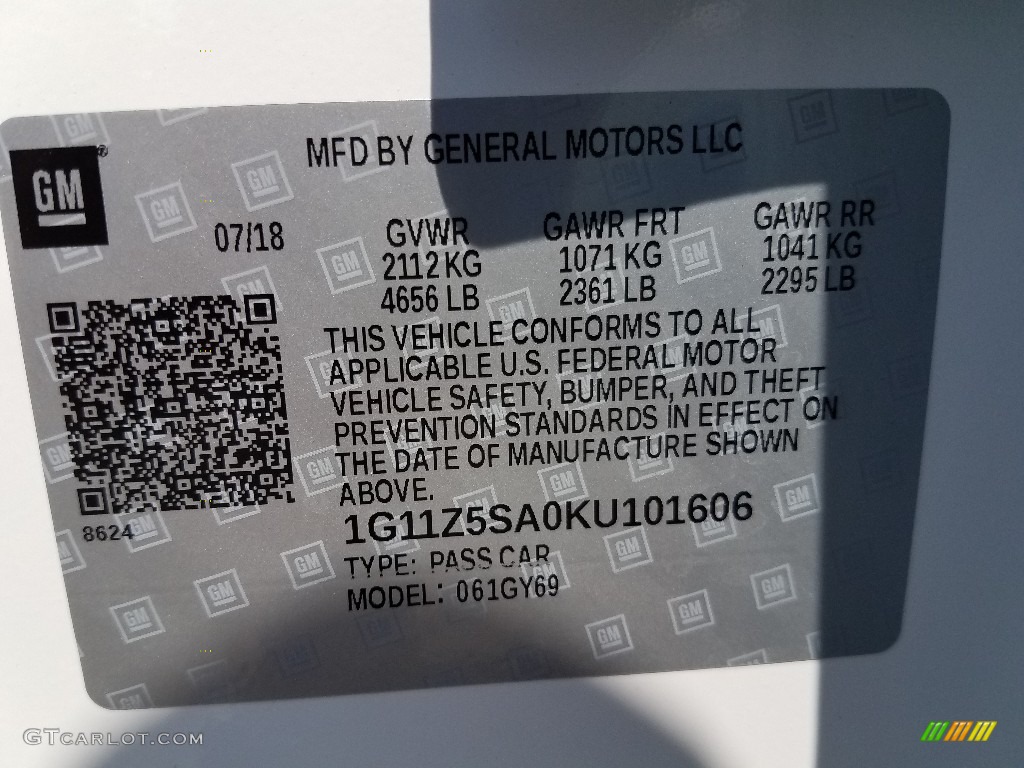 MFD BY GENERAL MOTORS LLC
GM®
07/18
GVWR GAWR FRT GAWR RR
2112 KG 1071 KG 1041 KG
4656 LB 2361 LB 2295 LB
THIS VEHICLE CONFORMS TO ALL
APPLICABLE U.S. FEDERAL MOTOR
VEHICLE SAFETY, BUMPER, AND THEFT
PREVENTION STANDARDS IN EFFECT ON
THE DATE OF MANUFACTURE SHOWN
ABOVE.
8624
1G11Z5SA0KU101606
TYPE: PASS CAR
MODEL: 061GY69
GTCARLOT.COM